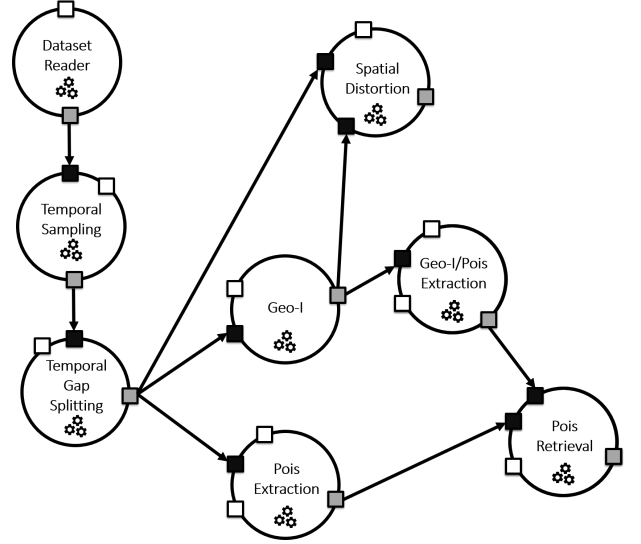 Dataset
Reader
Spatial
Distortion
Temporal
Sampling
Geo-I
Geo-I/Pois
Extraction
Temporal
Gap
Splitting
Pois
Extraction
Pois
Retrieval